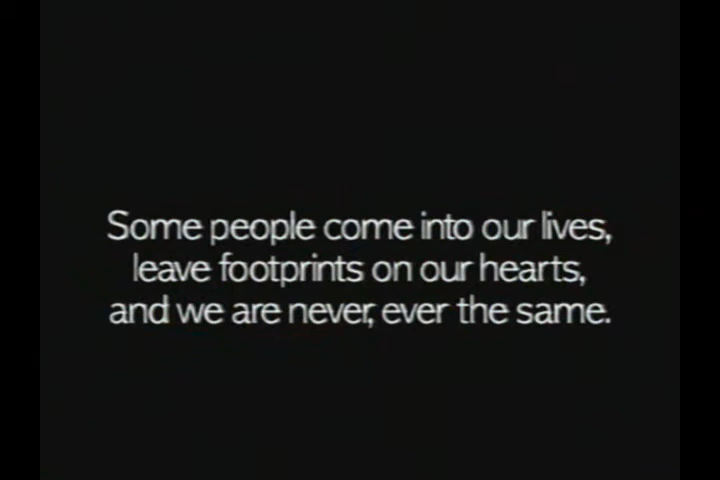 Some people come into our lives,
leave footprints on our hearts,
and we are never, ever the same.